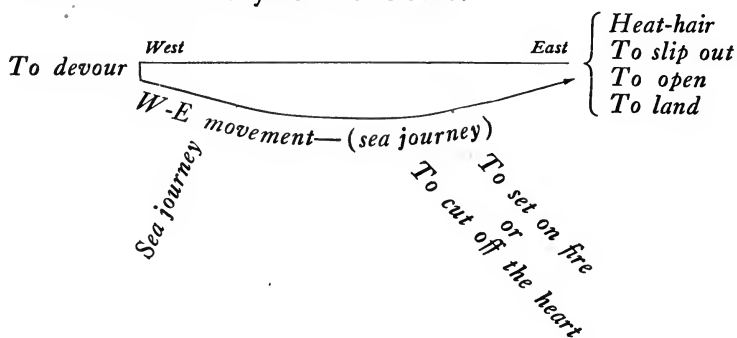 West
East
To devour
Heat-hair
To slip out
To open
To land
W-E movement—(sea journey)
Sea journey
To set on fire
or
To cut off the heart